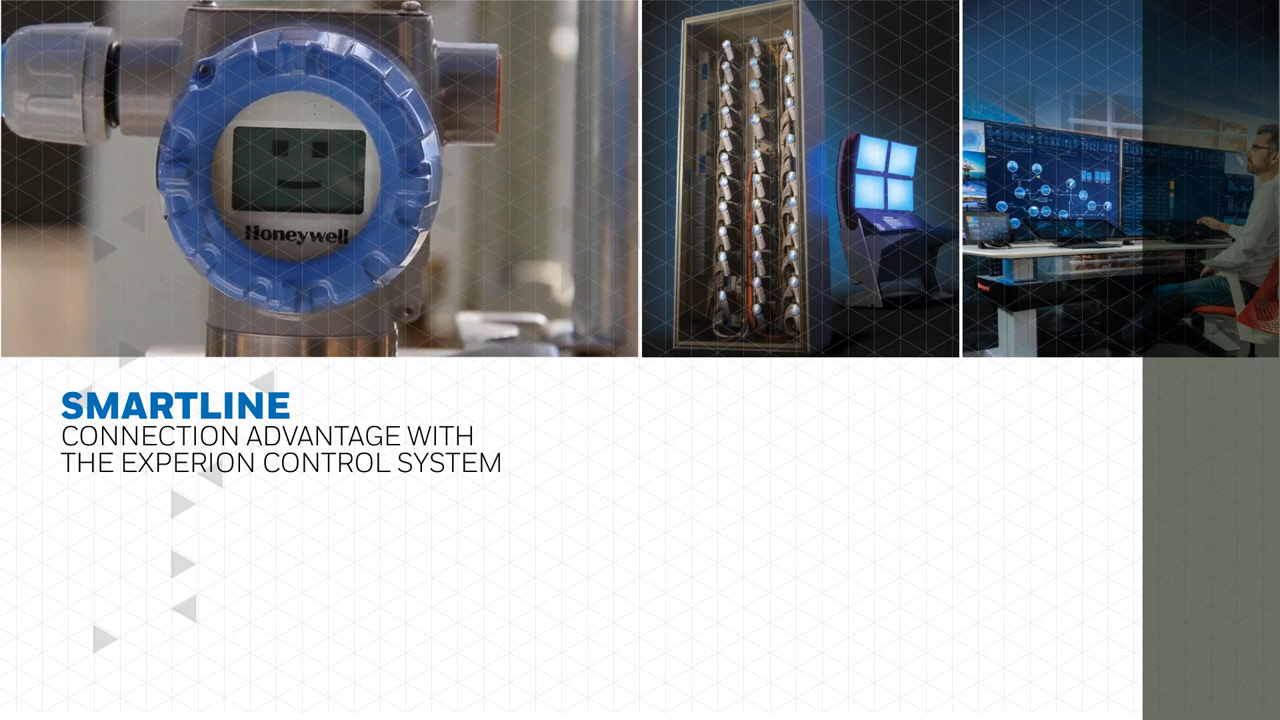 Honeywell
SMARTLINE
CONNECTION ADVANTAGE WITH
THE EXPERION CONTROL SYSTEM